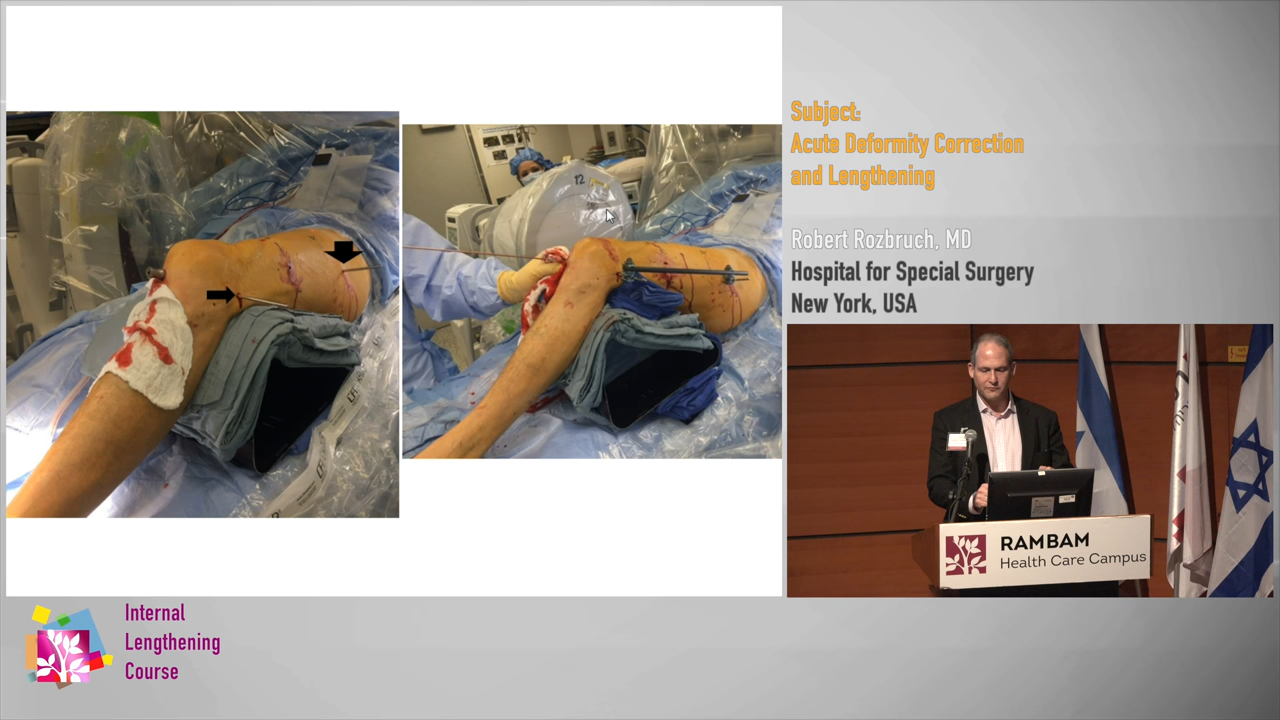 Subject:
Acute Deformity Correction
and Lengthening
Robert Rozbruch, MD
Hospital for Special Surgery
New York, USA
12
RAMBAM
Health Care Campus
Internal
Lengthening
Course